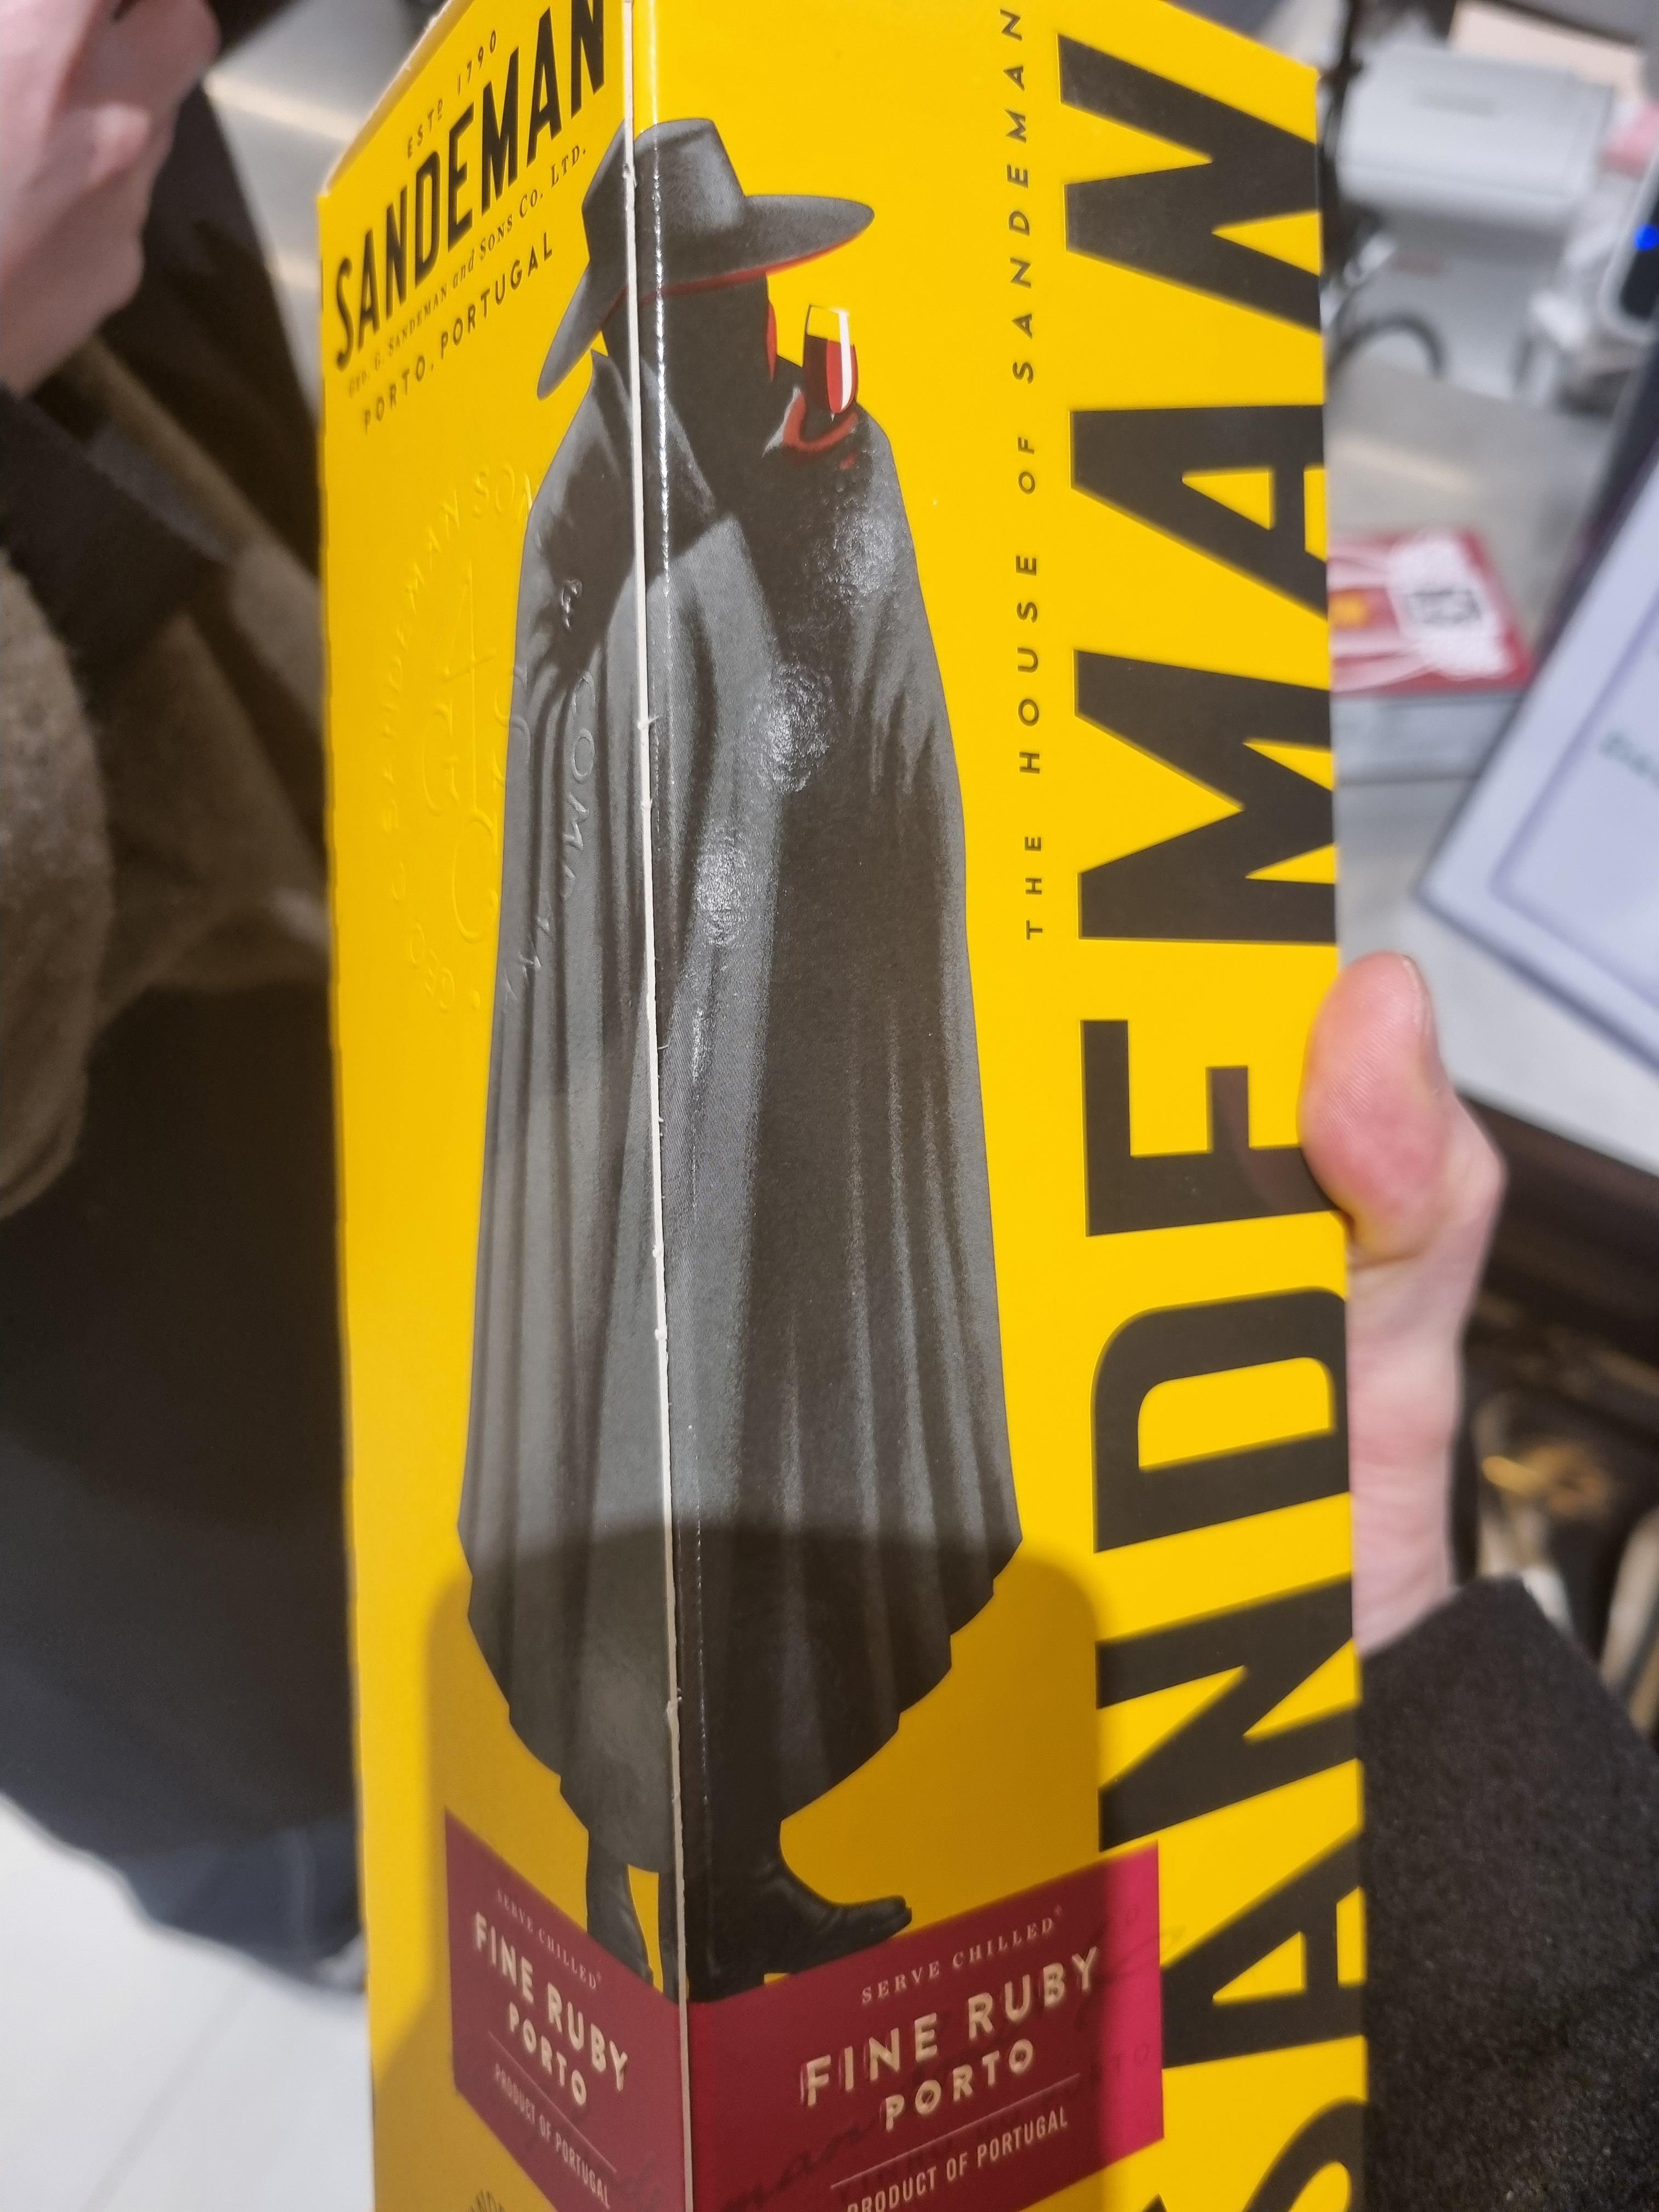 ESTD 1790
SANDEMAN
GEO. G. SANDEMAN and SONS CO. LTD.
PORTO. PORTUGAL
THE HOUSE OF SANDEMAN
SANDEMAN
SERVE CHILLED
FINE RUBY
PORTO
PRODUCT OF PORTUGAL
SERVE CHILLED®
FINE RUBY
PORTO
PRODUCT OF PORTUGAL